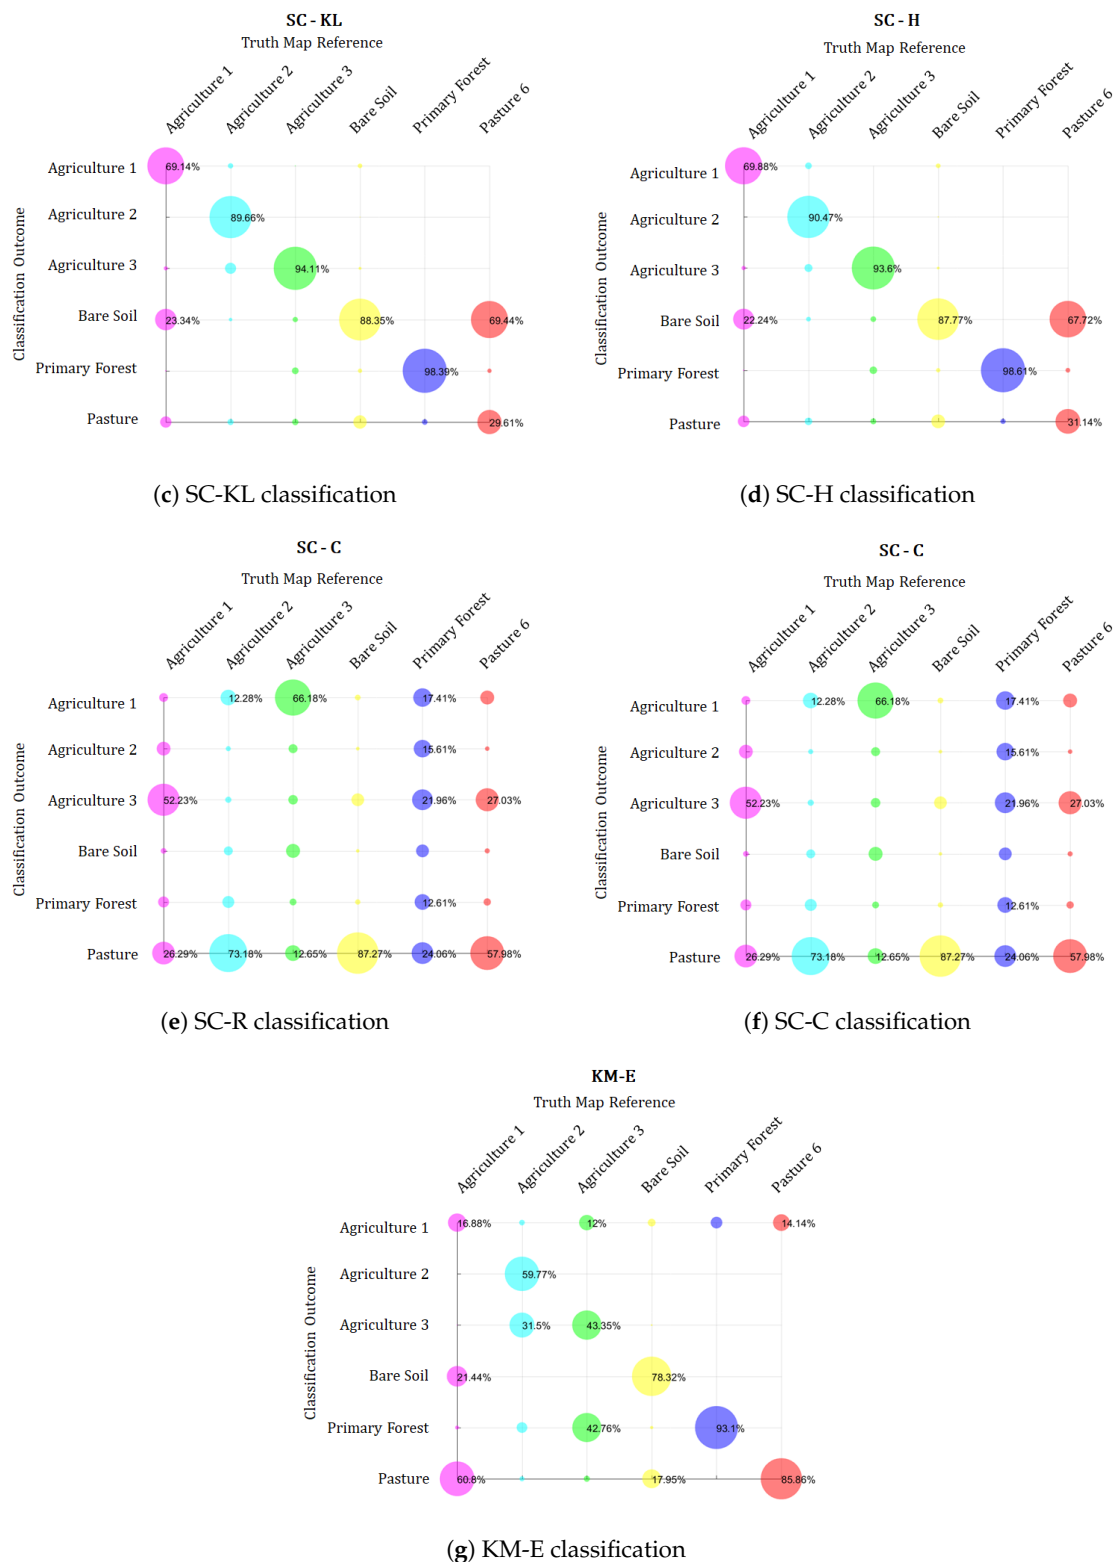 SC - KL
Truth Map Reference
Agriculture 1
Agriculture 2
Agriculture 3
Bare Soil
Primary Forest
Pasture 6
Classification Outcome
Agriculture 1
69.14%
Agriculture 2
89.66%
Agriculture 3
94.11%
Bare Soil
23.34%
88.35%
69.44%
Primary Forest
98.39%
Pasture
29.61%
(c) SC-KL classification
SC - H
Truth Map Reference
Agriculture 1
Agriculture 2
Agriculture 3
Bare Soil
Primary Forest
Pasture 6
Classification Outcome
Agriculture 1
69.88%
Agriculture 2
90.47%
Agriculture 3
93.6%
Bare Soil
22.24%
87.77%
67.72%
Primary Forest
98.61%
Pasture
31.14%
(d) SC-H classification
SC - C
Truth Map Reference
Agriculture 1
Agriculture 2
Agriculture 3
Bare Soil
Primary Forest
Pasture 6
Classification Outcome
Agriculture 1
12.28%
66.18%
17.41%
Agriculture 2
15.61%
Agriculture 3
52.23%
21.96%
27.03%
Bare Soil
Primary Forest
12.61%
Pasture
26.29%
73.18%
12.65%
87.27%
24.06%
57.98%
(e) SC-R classification
SC - C
Truth Map Reference
Agriculture 1
Agriculture 2
Agriculture 3
Bare Soil
Primary Forest
Pasture 6
Classification Outcome
Agriculture 1
12.28%
66.18%
17.41%
Agriculture 2
15.61%
Agriculture 3
52.23%
21.96%
27.03%
Bare Soil
Primary Forest
12.61%
Pasture
26.29%
73.18%
12.65%
87.27%
24.06%
57.98%
(f) SC-C classification
KM-E
Truth Map Reference
Agriculture 1
Agriculture 2
Agriculture 3
Bare Soil
Primary Forest
Pasture 6
Classification Outcome
Agriculture 1
16.88%
12%
14.14%
Agriculture 2
59.77%
Agriculture 3
31.5%
43.35%
Bare Soil
21.44%
78.32%
Primary Forest
42.76%
93.1%
Pasture
60.8%
17.95%
85.86%
(g) KM-E classification